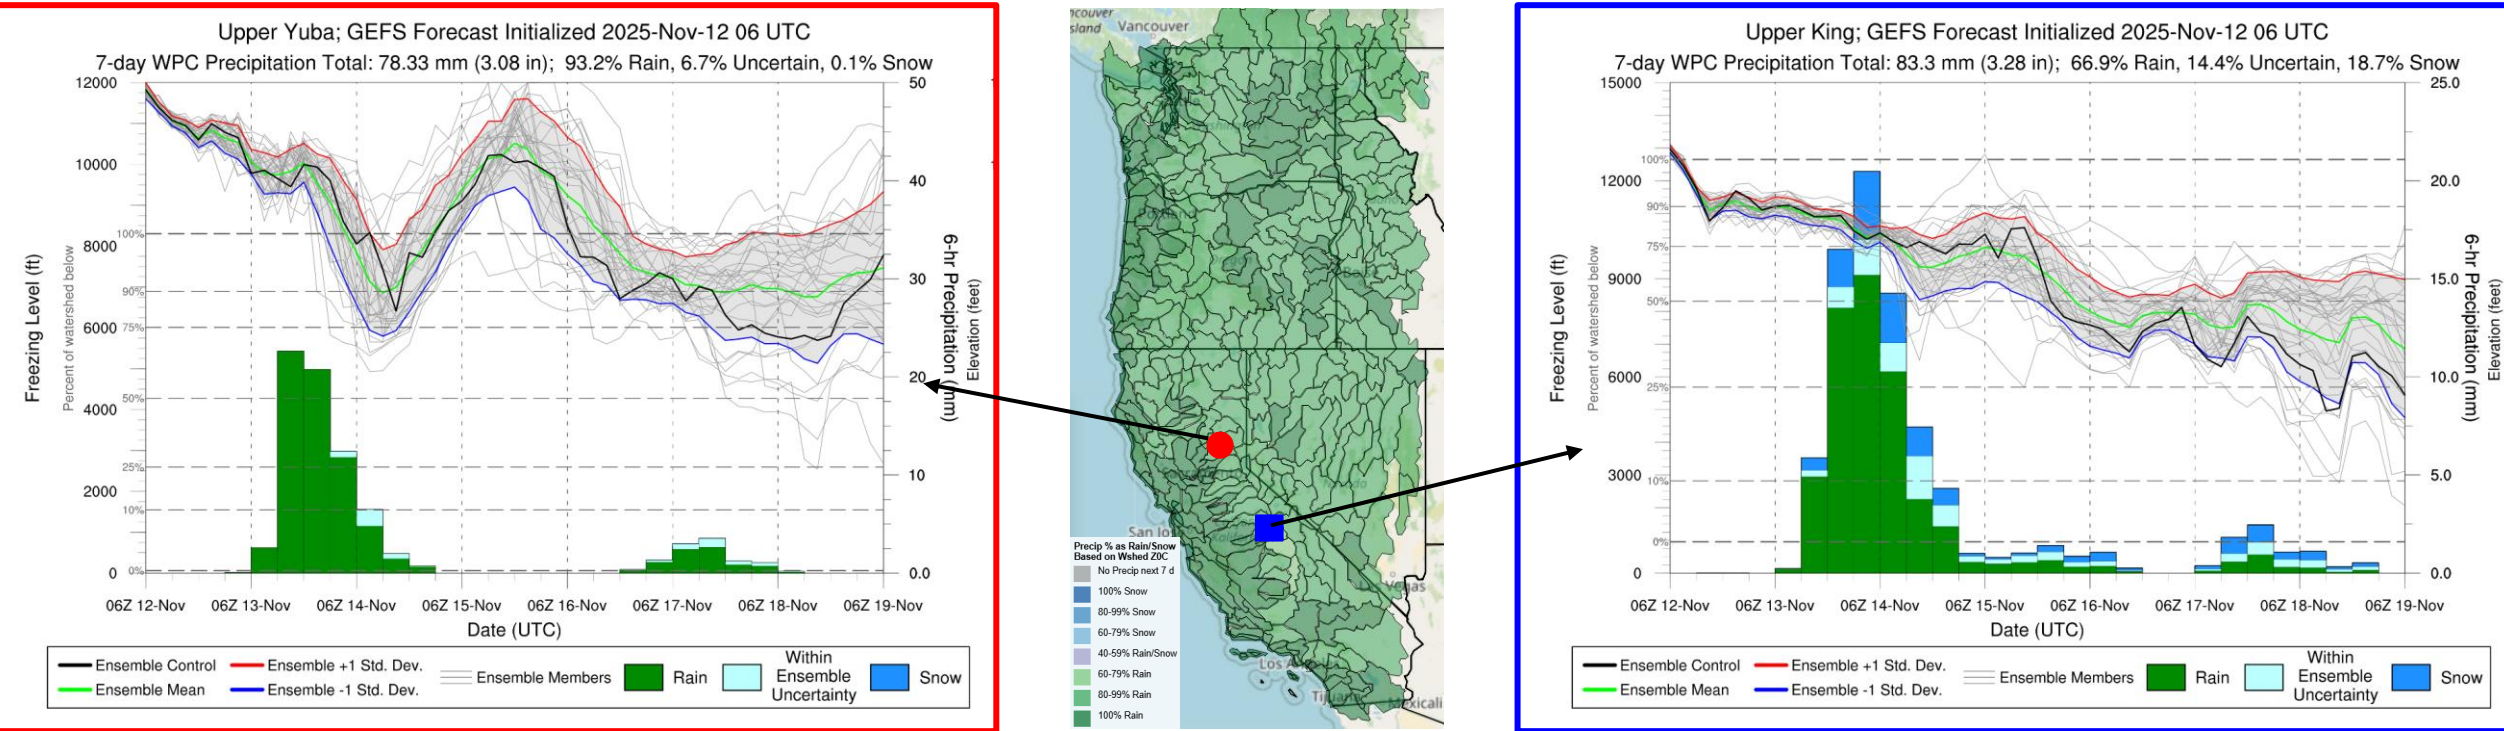 Upper Yuba; GEFS Forecast Initialized 2025-Nov-12 06 UTC
7-day WPC Precipitation Total: 78.33 mm (3.08 in); 93.2% Rain, 6.7% Uncertain, 0.1% Snow
12000
10000
8000
6000
4000
2000
0
Freezing Level (ft)
Percent of watershed below
100%
90%
75%
50%
25%
10%
0%
50
40
30
20
10
0.0
6-hr Precipitation (mm)
Elevation (feet)
06Z 12-Nov
06Z 13-Nov
06Z 14-Nov
06Z 15-Nov
06Z 16-Nov
06Z 17-Nov
06Z 18-Nov
06Z 19-Nov
Date (UTC)
Ensemble Control
Ensemble Mean
Ensemble +1 Std. Dev.
Ensemble -1 Std. Dev.
Ensemble Members
Rain
Within
Ensemble
Uncertainty
Snow
Vancouver
Portland
San Jos
Las Vegas
Los Angeles
Tijuana
Mexicali
Precip % as Rain/Snow
Based on Wshed Z0C
No Precip next 7 d
100% Snow
80-99% Snow
60-79% Snow
40-59% Rain/Snow
60-79% Rain
80-99% Rain
100% Rain
Upper King; GEFS Forecast Initialized 2025-Nov-12 06 UTC
7-day WPC Precipitation Total: 83.3 mm (3.28 in); 66.9% Rain, 14.4% Uncertain, 18.7% Snow
15000
12000
9000
6000
3000
0
Freezing Level (ft)
Percent of watershed below
100%
90%
75%
50%
25%
10%
0%
25.0
20.0
15.0
10.0
5.0
0.0
6-hr Precipitation (mm)
Elevation (feet)
06Z 12-Nov
06Z 13-Nov
06Z 14-Nov
06Z 15-Nov
06Z 16-Nov
06Z 17-Nov
06Z 18-Nov
06Z 19-Nov
Date (UTC)
Ensemble Control
Ensemble Mean
Ensemble +1 Std. Dev.
Ensemble -1 Std. Dev.
Ensemble Members
Rain
Within
Ensemble
Uncertainty
Snow